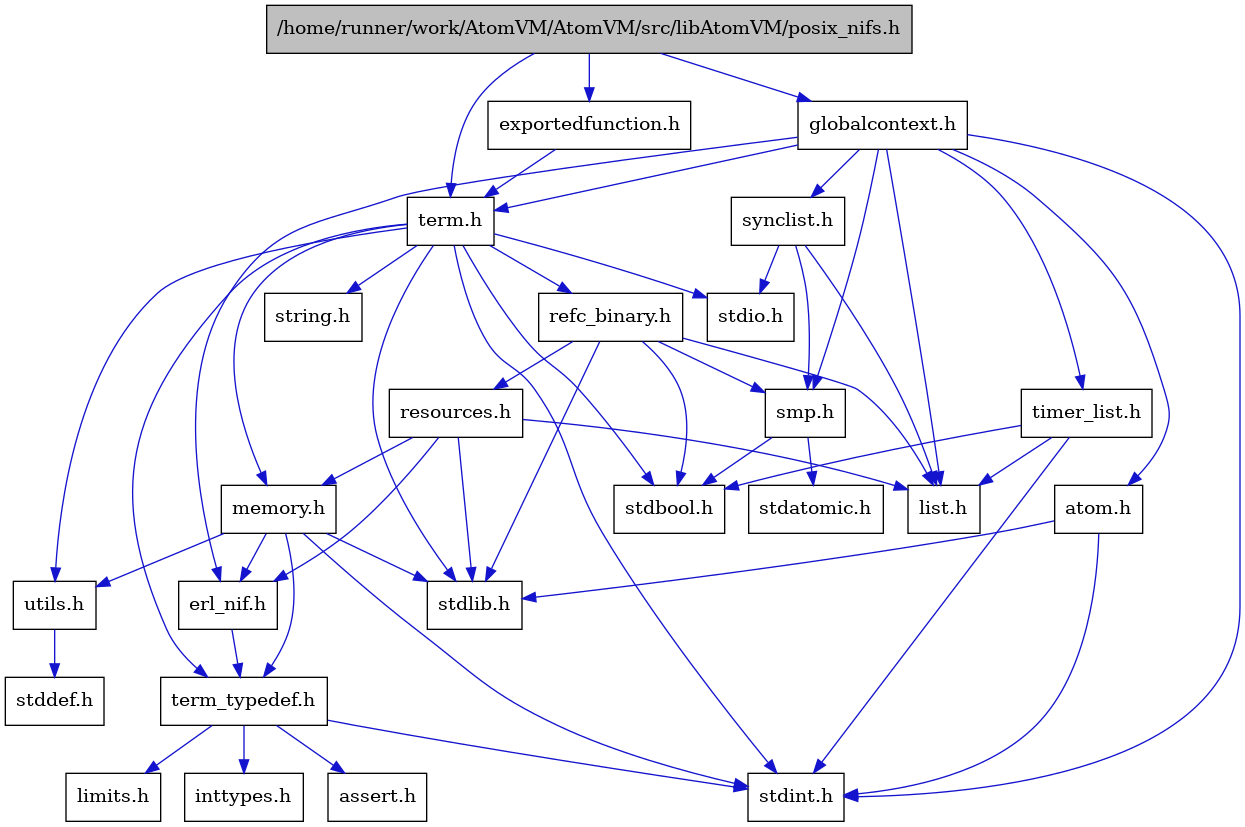 /home/runner/work/AtomVM/AtomVM/src/libAtomVM/posix_nifs.h
exportedfunction.h
globalcontext.h
term.h
synclist.h
string.h
refc_binary.h
stdio.h
resources.h
smp.h
timer_list.h
memory.h
stdbool.h
stdatomic.h
list.h
atom.h
utils.h
erl_nif.h
stdlib.h
stddef.h
term_typedef.h
limits.h
inttypes.h
assert.h
stdint.h